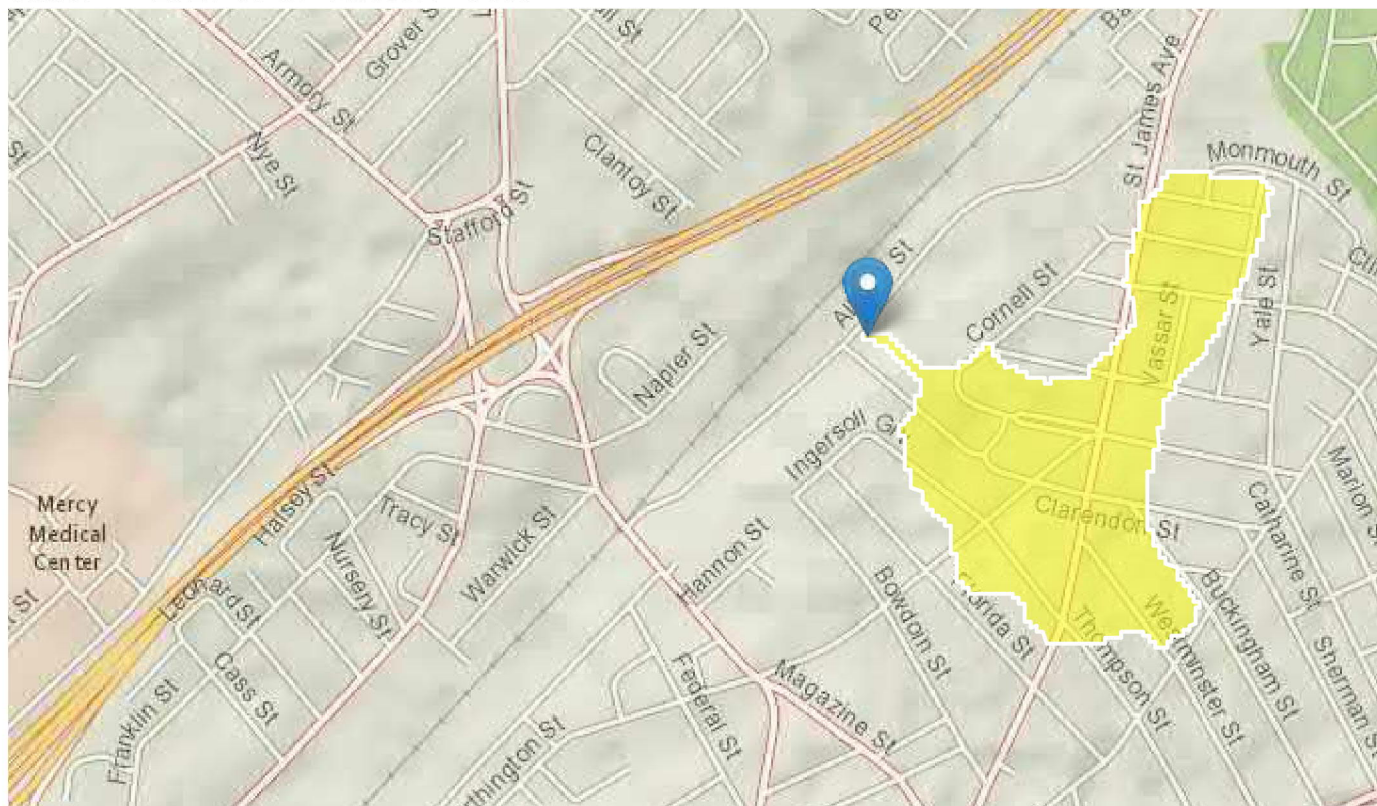 Grover S
Armory St
Nye St
St
Clantoy St
Stafford St
St James Ave
Monmouth St
St
Cornell St
Vassar St
Yale St
Napier St
Ingersoll G
Mercy
Medical
Center
Halsey St
Tracy St
Nursery St
Warwick St
Hannon St
Clarendon St
Catharine St
Marion S
Leonard St
Cass St
Franklin St
Bowdoin St
Florida St
Thompson St
Westminster St
Buckingham St
Sherman St
Federal St
Magazine St
St